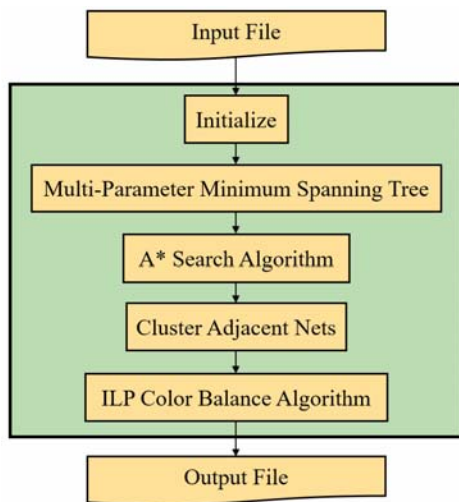 Input File
Initialize
Multi-Parameter Minimum Spanning Tree
A* Search Algorithm
Cluster Adjacent Nets
ILP Color Balance Algorithm
Output File